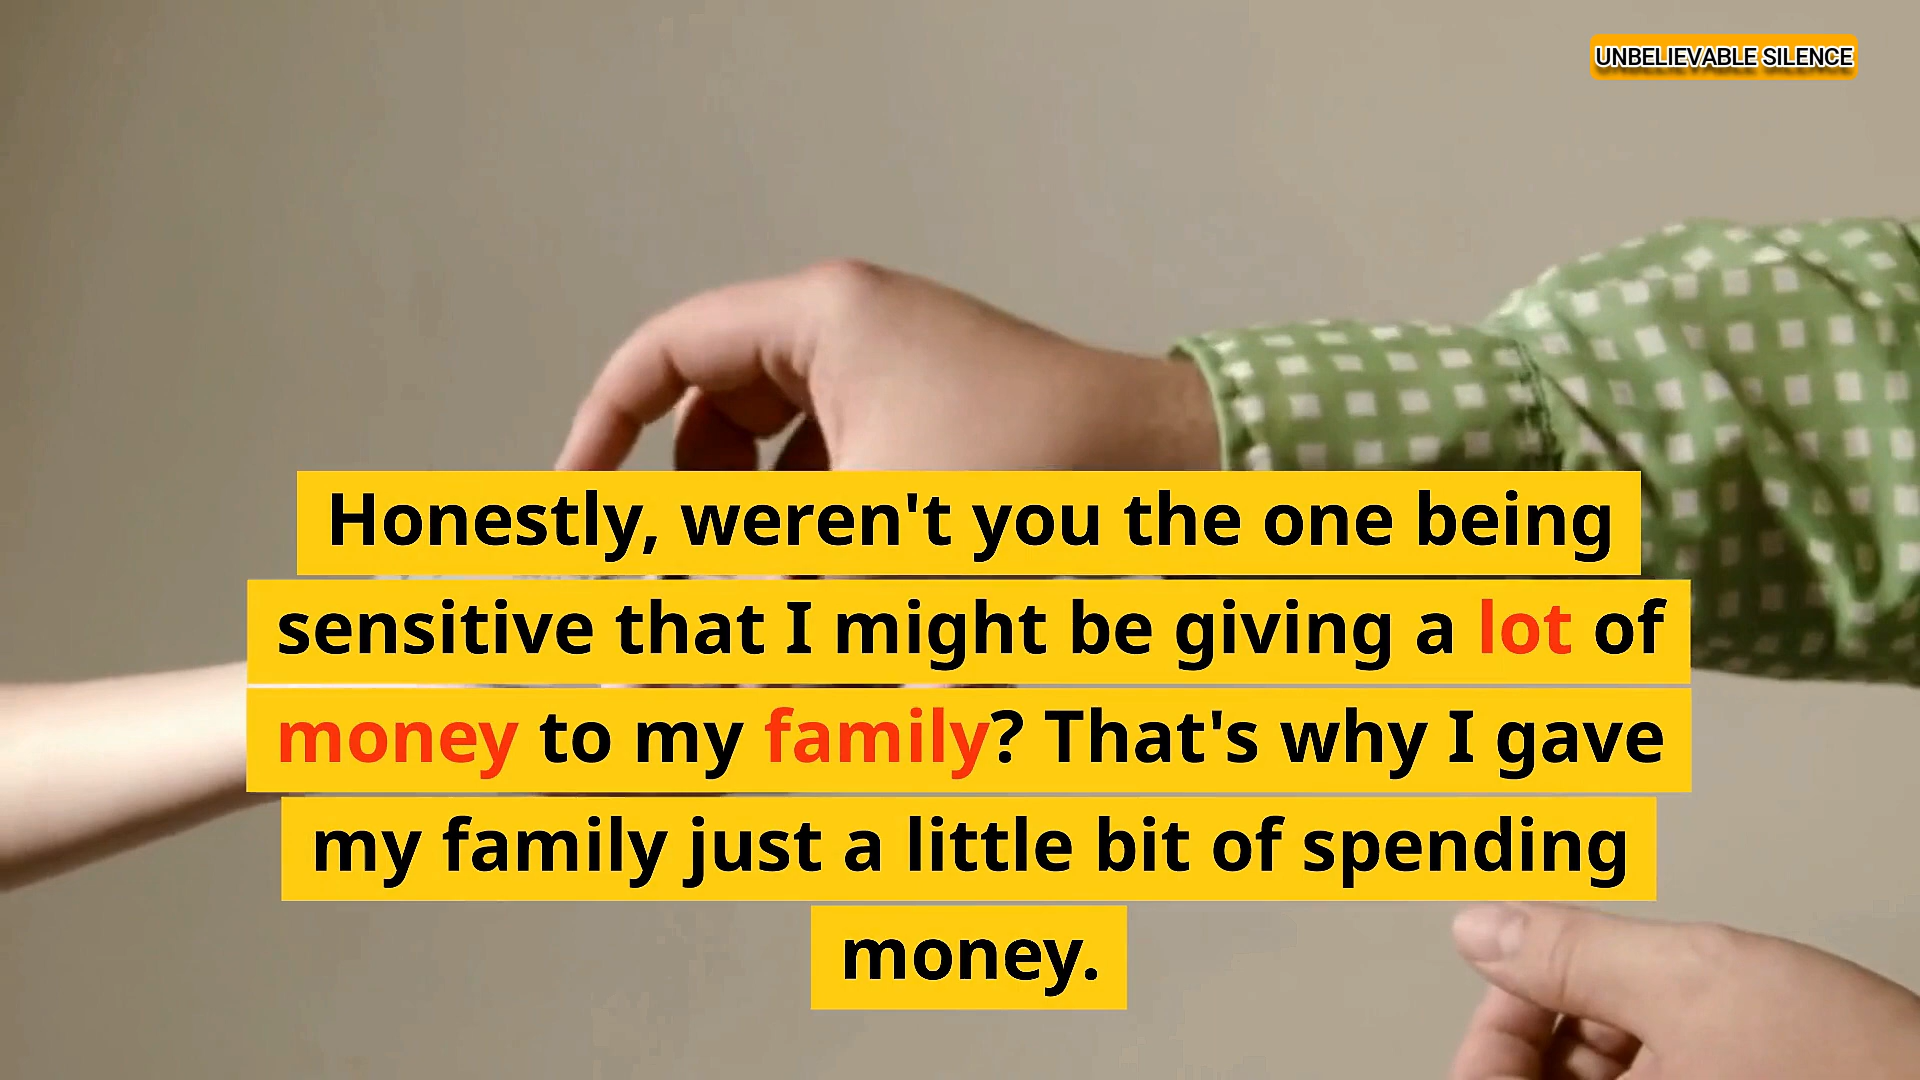 UNBELIEVABLE SILENCE
Honestly, weren't you the one being
sensitive that I might be giving a lot of
money to my family? That's why I gave
my family just a little bit of spending
money.